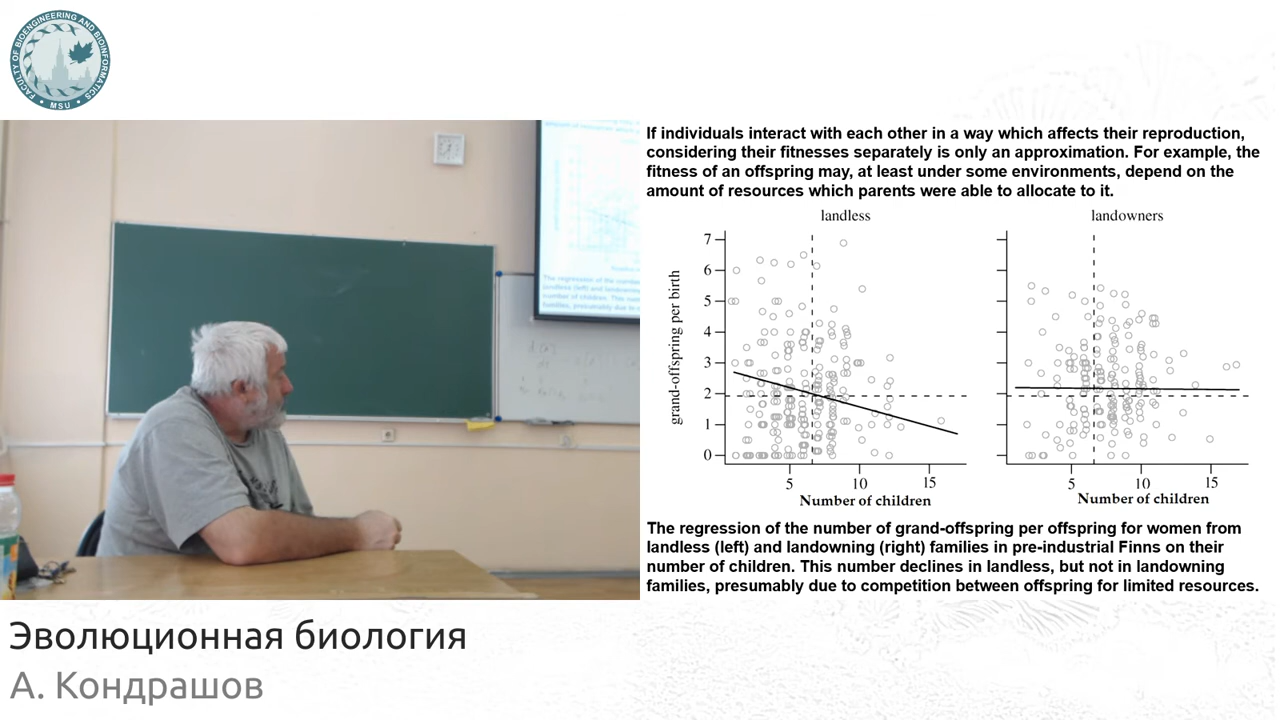 FACULTY OF BIOENGINEERING AND BIOINFORMATICS
• MSU •
If individuals interact with each other in a way which affects their reproduction,
considering their fitnesses separately is only an approximation. For example, the
fitness of an offspring may, at least under some environments, depend on the
amount of resources which parents were able to allocate to it.
landless
landowners
grand-offspring per birth
7
6
5
4
3
2
1
0
5 10 15
5 10 15
Number of children
Number of children
The regression of the number of grand-offspring per offspring for women from
landless (left) and landowning (right) families in pre-industrial Finns on their
number of children. This number declines in landless, but not in landowning
families, presumably due to competition between offspring for limited resources.
Эволюционная биология
А. Кондрашов